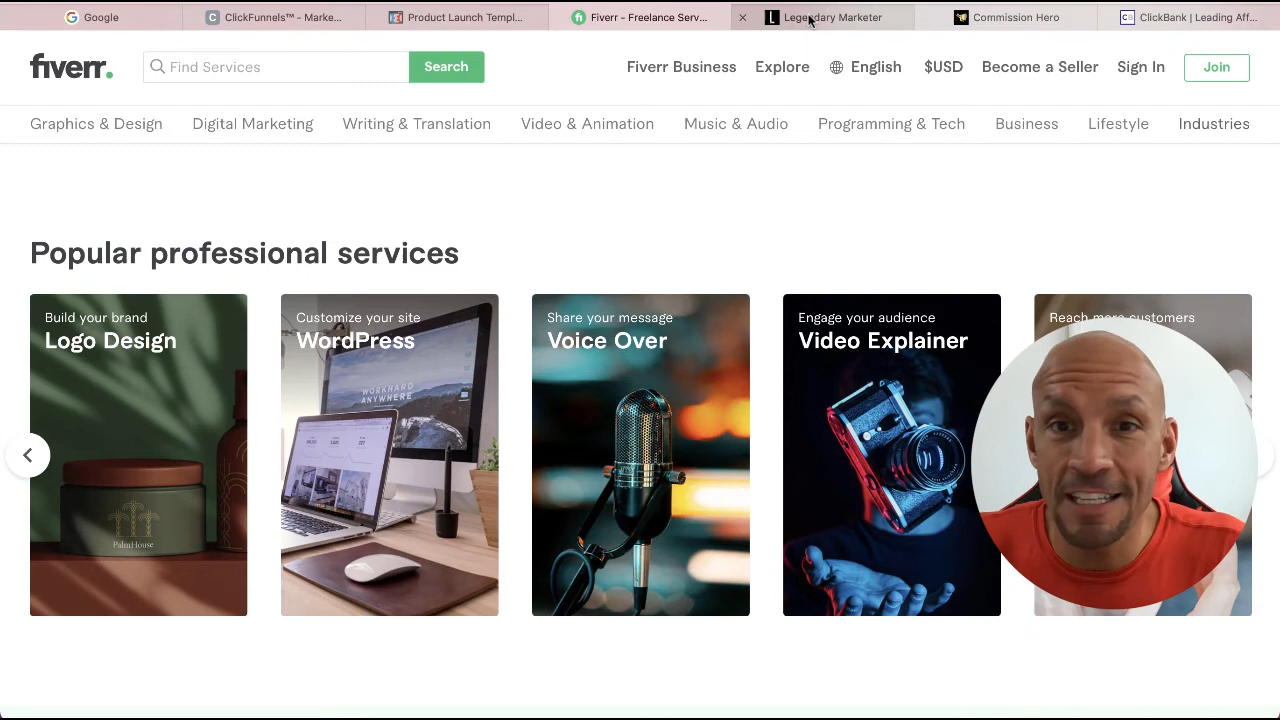 Google
ClickFunnels™ - Marke...
Product Launch Templ...
Fiverr - Freelance Serv...
Legendary Marketer
Commission Hero
ClickBank | Leading Aff...
fiverr.
Find Services
Search
Fiverr Business
Explore
English
$USD
Become a Seller
Sign In
Join
Graphics & Design
Digital Marketing
Writing & Translation
Video & Animation
Music & Audio
Programming & Tech
Business
Lifestyle
Industries
Popular professional services
Build your brand
Logo Design
PalmHouse
Customize your site
WordPress
WORKHARD
ANYWHERE
Share your message
Voice Over
Engage your audience
Video Explainer
Reach more customers